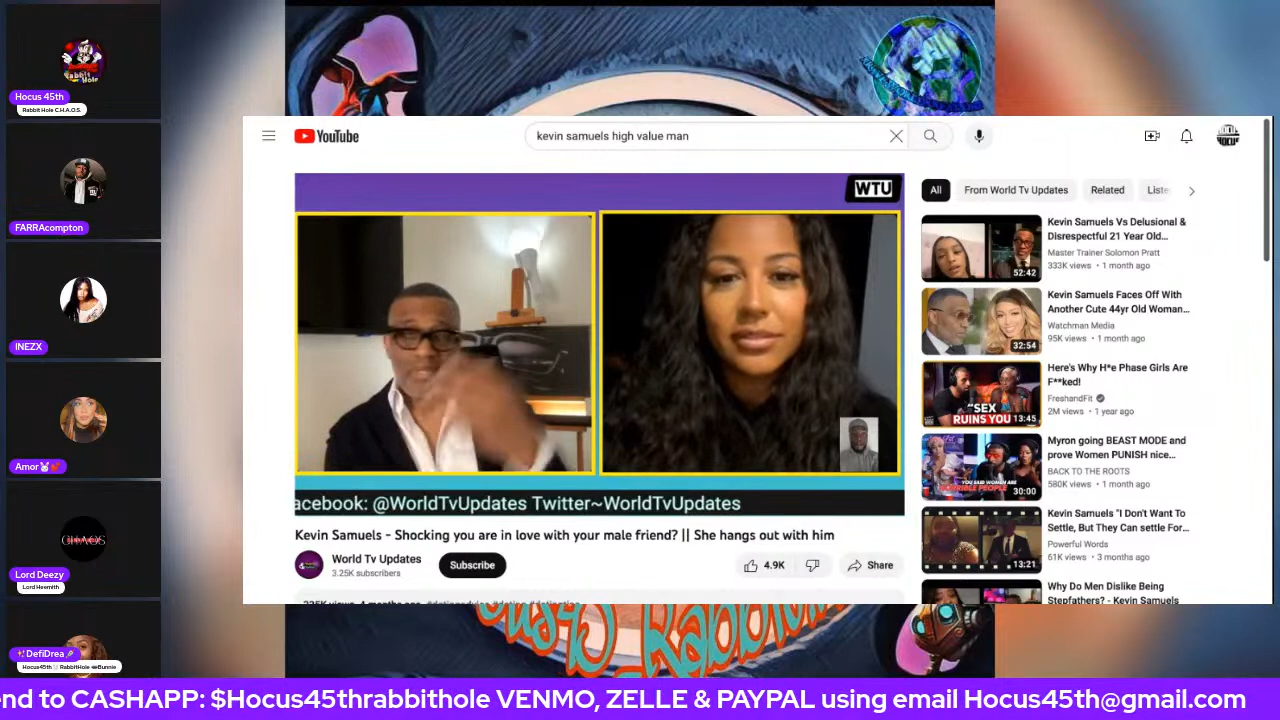 Hocus 45th
Rabbit Hole C.H.A.O.S.
FARRAcompton
INEZX
Amor🐰💕
Lord Deezy
Lord Heemith
✨DefiDrea🎤
YouTube
kevin samuels high value man
WTU
acebook: @WorldTvUpdates Twitter~WorldTvUpdates
Kevin Samuels - Shocking you are in love with your male friend? || She hangs out with him
World Tv Updates
3.25K subscribers
Subscribe
4.9K
Share
All
From World Tv Updates
Related
Liste
52:42
Kevin Samuels Vs Delusional &
Disrespectful 21 Year Old...
Master Trainer Solomon Pratt
333K views • 1 month ago
32:54
Kevin Samuels Faces Off With
Another Cute 44yr Old Woman...
Watchman Media
95K views • 1 month ago
"SEX
RUINS YOU
13:45
Here's Why H*e Phase Girls Are
F**ked!
FreshandFit
2M views • 1 year ago
30:00
Myron going BEAST MODE and
prove Women PUNISH nice...
BACK TO THE ROOTS
580K views • 1 month ago
13:21
Kevin Samuels "I Don't Want To
Settle, But They Can settle For...
Powerful Words
61K views • 3 months ago
Why Do Men Dislike Being
Stepfathers? - Kevin Samuels
end to CASHAPP: $Hocus45thrabbithole VENMO, ZELLE & PAYPAL using email Hocus45th@gmail.com